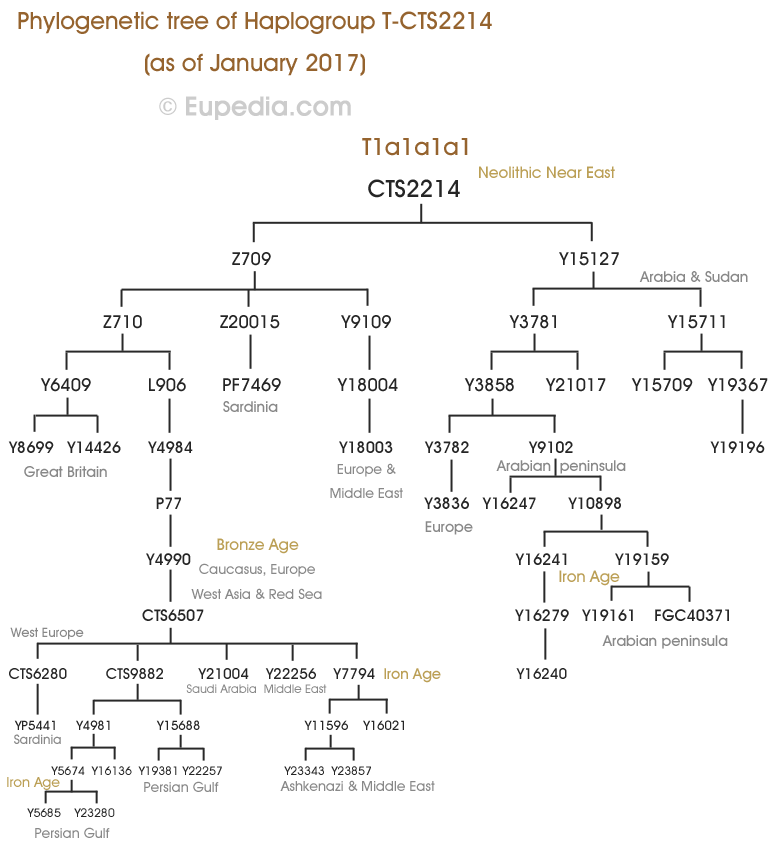 Phylogenetic tree of Haplogroup T-CTS2214
(as of January 2017)
© Eupedia.com
T1a1a1a1
Neolithic Near East
CTS2214
Z709 Y15127
Arabia & Sudan
Z710 Z20015 Y9109 Y3781 Y15711
Y6409 L906 PF7469 Y18004 Y3858 Y21017 Y15709 Y19367
Sardinia
Y8699 Y14426 Y4984 Y18003 Y3782 Y9102 Y19196
Great Britain Europe & Arabian peninsula
Middle East
P77 Y3836 Y16247 Y10898
Europe
Bronze Age
Y4990 Y16241 Y19159
Caucasus, Europe Iron Age
West Asia & Red Sea
CTS6507 Y16279 Y19161 FGC40371
West Europe Arabian peninsula
CTS6280 CTS9882 Y21004 Y22256 Y7794 Iron Age Y16240
Saudi Arabia Middle East
YP5441 Y4981 Y15688 Y11596 Y16021
Sardinia
Y5674 Y16136 Y19381 Y22257 Y23343 Y23857
Iron Age Persian Gulf Ashkenazi & Middle East
Y5685 Y23280
Persian Gulf